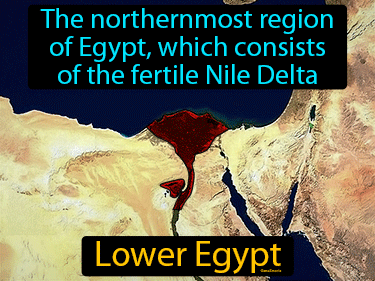 The northernmost region
of Egypt, which consists
of the fertile Nile Delta
Lower Egypt